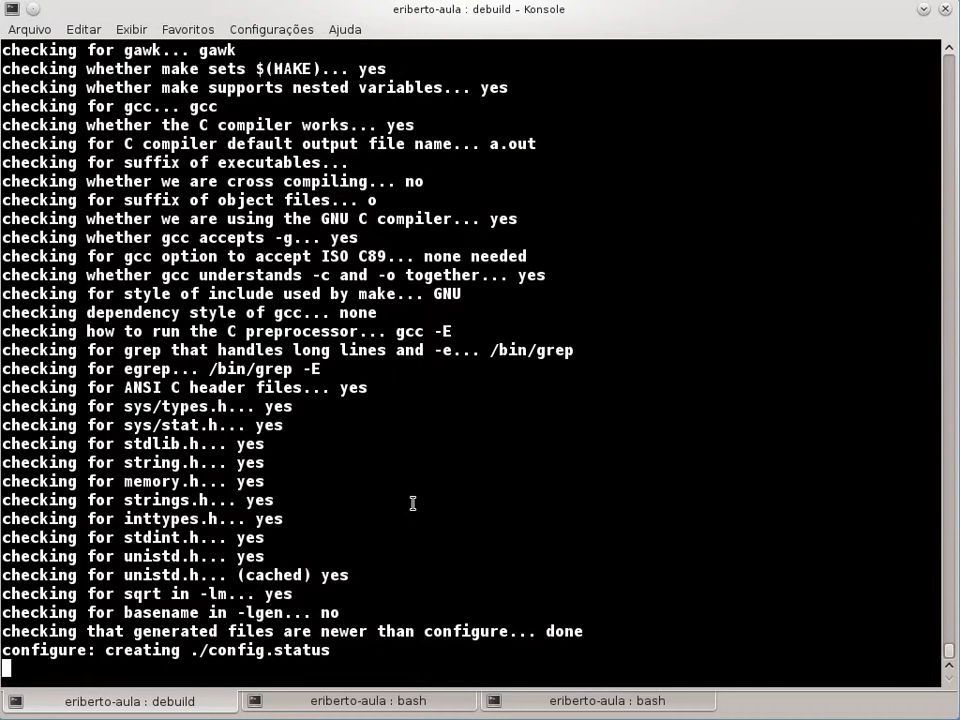 eriberto-aula : debuild – Konsole
Arquivo Editar Exibir Favoritos Configurações Ajuda
checking for gawk... gawk
checking whether make sets $(MAKE)... yes
checking whether make supports nested variables... yes
checking for gcc... gcc
checking whether the C compiler works... yes
checking for C compiler default output file name... a.out
checking for suffix of executables...
checking whether we are cross compiling... no
checking for suffix of object files... o
checking whether we are using the GNU C compiler... yes
checking whether gcc accepts -g... yes
checking for gcc option to accept ISO C89... none needed
checking whether gcc understands -c and -o together... yes
checking for style of include used by make... GNU
checking dependency style of gcc... none
checking how to run the C preprocessor... gcc -E
checking for grep that handles long lines and -e... /bin/grep
checking for egrep... /bin/grep -E
checking for ANSI C header files... yes
checking for sys/types.h... yes
checking for sys/stat.h... yes
checking for stdlib.h... yes
checking for string.h... yes
checking for memory.h... yes
checking for strings.h... yes
checking for inttypes.h... yes
checking for stdint.h... yes
checking for unistd.h... yes
checking for unistd.h... (cached) yes
checking for sqrt in -lm... yes
checking for basename in -lgen... no
checking that generated files are newer than configure... done
configure: creating ./config.status
eriberto-aula : debuild eriberto-aula : bash eriberto-aula : bash